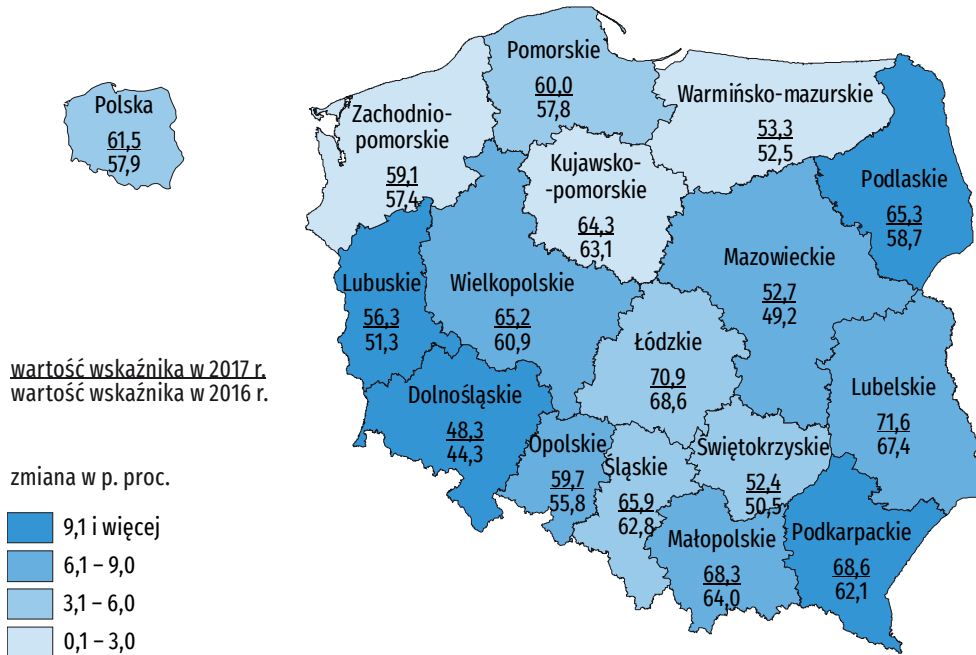 Polska
61,5
57,9
Pomorskie
60,0
57,8
Warmińsko-mazurskie
53,3
52,5
Zachodnio-
pomorskie
59,1
57,4
Kujawsko-
-pomorskie
64,3
63,1
Podlaskie
65,3
58,7
Mazowieckie
52,7
49,2
Lubuskie
56,3
51,3
Wielkopolskie
65,2
60,9
Łódzkie
70,9
68,6
Lubelskie
71,6
67,4
Dolnośląskie
48,3
44,3
Opolskie
59,7
55,8
Śląskie
65,9
62,8
Świętokrzyskie
52,4
50,5
Małopolskie
68,3
64,0
Podkarpackie
68,6
62,1
wartość wskaźnika w 2017 r.
wartość wskaźnika w 2016 r.
zmiana w p. proc.
9,1 i więcej
6,1 – 9,0
3,1 – 6,0
0,1 – 3,0